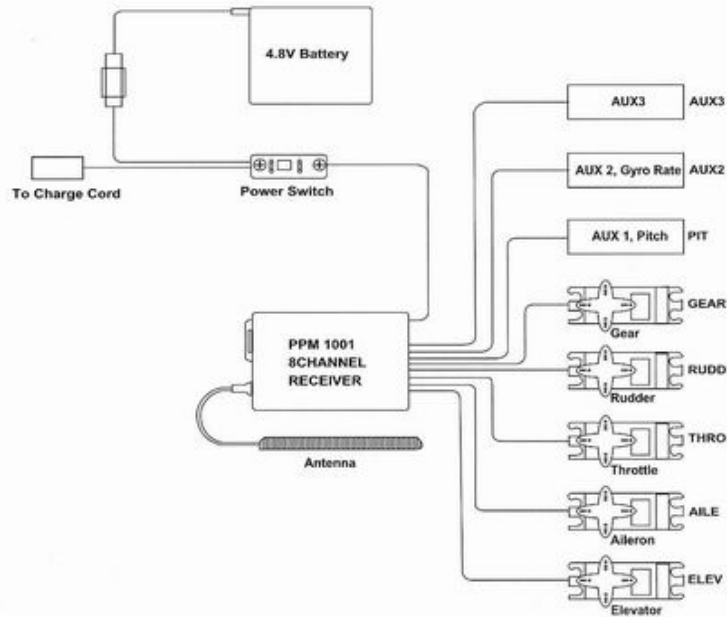 4.8V Battery
To Charge Cord
Power Switch
AUX3
AUX3
AUX 2, Gyro Rate
AUX2
AUX 1, Pitch
PIT
GEAR
Gear
PPM 1001
8CHANNEL
RECEIVER
RUDD
Rudder
Antenna
THRO
Throttle
AILE
Aileron
ELEV
Elevator